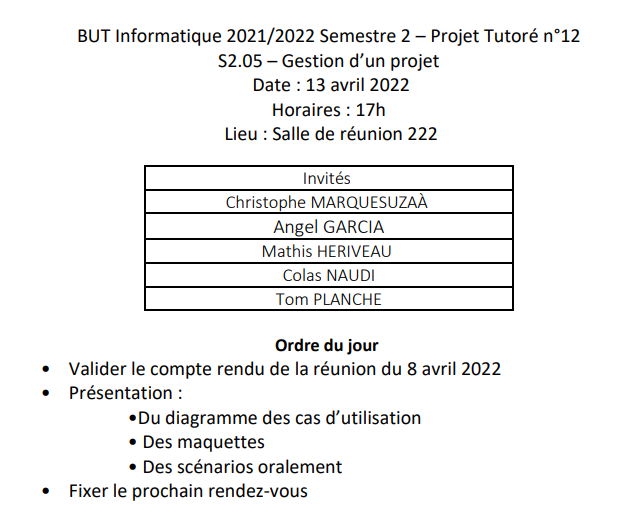 BUT Informatique 2021/2022 Semestre 2 – Projet Tutoré n°12
S2.05 – Gestion d’un projet
Date : 13 avril 2022
Horaires : 17h
Lieu : Salle de réunion 222
Invités
Christophe MARQUESUZAÀ
Angel GARCIA
Mathis HERIVEAU
Colas NAUDI
Tom PLANCHE
Ordre du jour
• Valider le compte rendu de la réunion du 8 avril 2022
• Présentation :
•Du diagramme des cas d’utilisation
• Des maquettes
• Des scénarios oralement
• Fixer le prochain rendez-vous